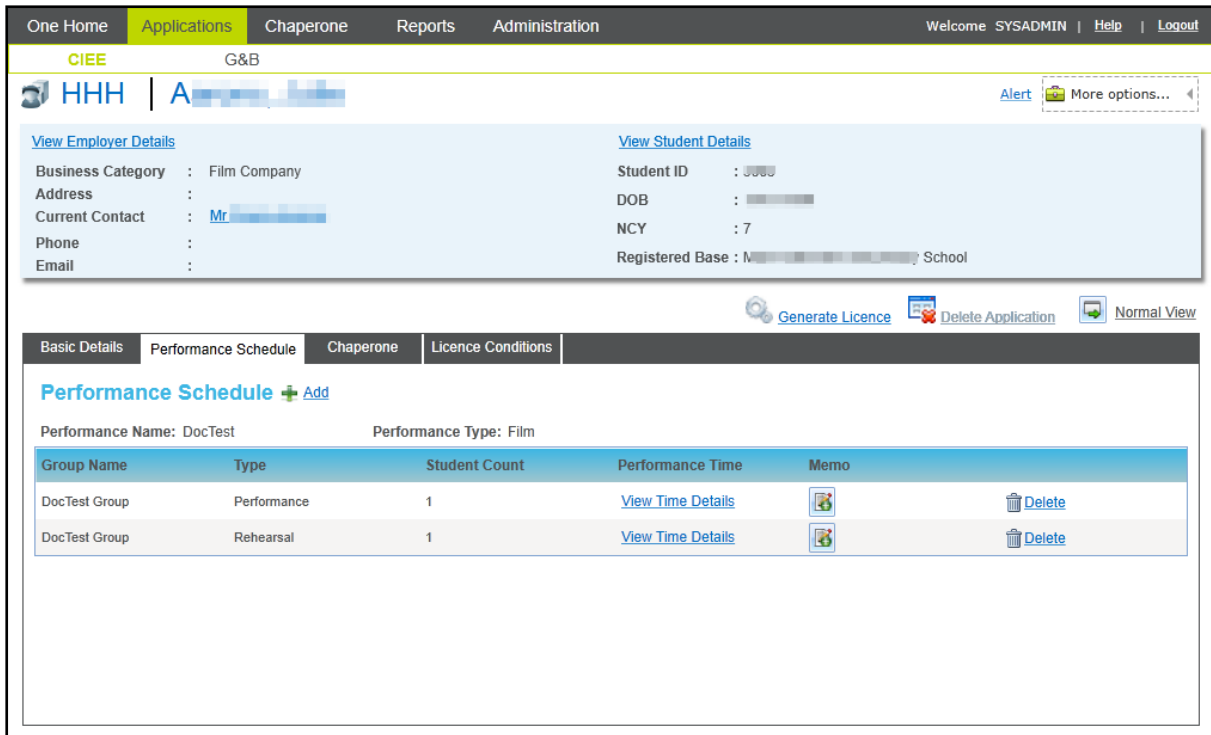 One Home Applications Chaperone Reports Administration Welcome SYSADMIN | Help | Logout
CIEE G&B
HHH | A
Alert More options...
View Employer Details View Student Details
Business Category : Film Company Student ID :
Address : DOB :
Current Contact : Mr NCY : 7
Phone : Registered Base : M School
Email :
Generate Licence Delete Application Normal View
Basic Details Performance Schedule Chaperone Licence Conditions
Performance Schedule Add
Performance Name: DocTest Performance Type: Film
Group Name Type Student Count Performance Time Memo
DocTest Group Performance 1 View Time Details Delete
DocTest Group Rehearsal 1 View Time Details Delete